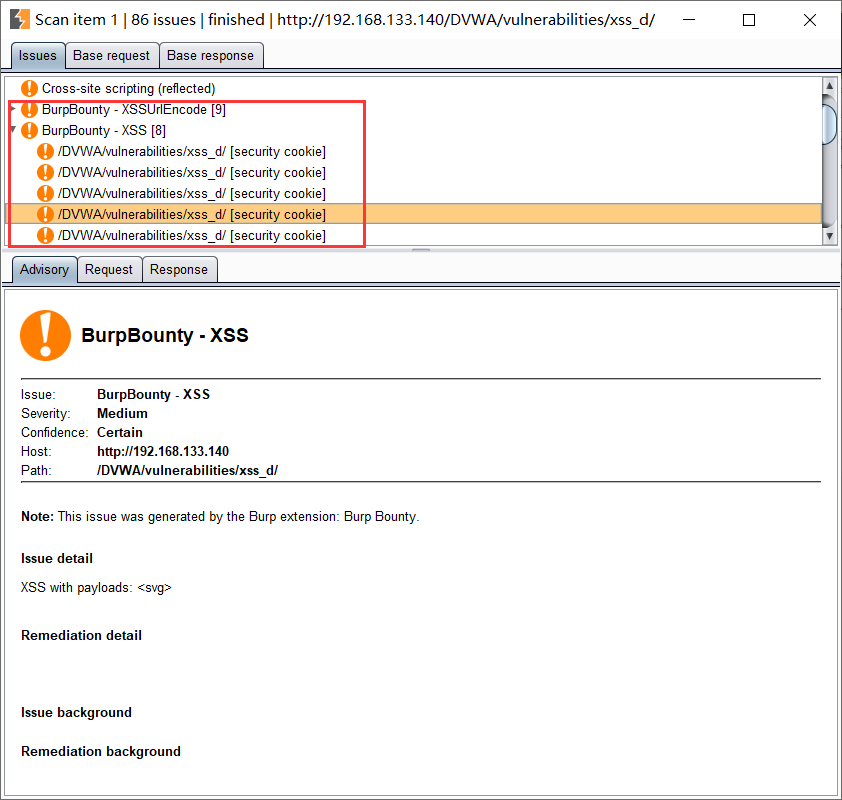 Scan item 1 | 86 issues | finished | http://192.168.133.140/DVWA/vulnerabilities/xss_d/
Issues Base request Base response
Cross-site scripting (reflected)
BurpBounty - XSSUrlEncode [9]
BurpBounty - XSS [8]
/DVWA/vulnerabilities/xss_d/ [security cookie]
/DVWA/vulnerabilities/xss_d/ [security cookie]
/DVWA/vulnerabilities/xss_d/ [security cookie]
/DVWA/vulnerabilities/xss_d/ [security cookie]
/DVWA/vulnerabilities/xss_d/ [security cookie]
Advisory Request Response
BurpBounty - XSS
Issue: BurpBounty - XSS
Severity: Medium
Confidence: Certain
Host: http://192.168.133.140
Path: /DVWA/vulnerabilities/xss_d/
Note: This issue was generated by the Burp extension: Burp Bounty.
Issue detail
XSS with payloads: <svg>
Remediation detail
Issue background
Remediation background